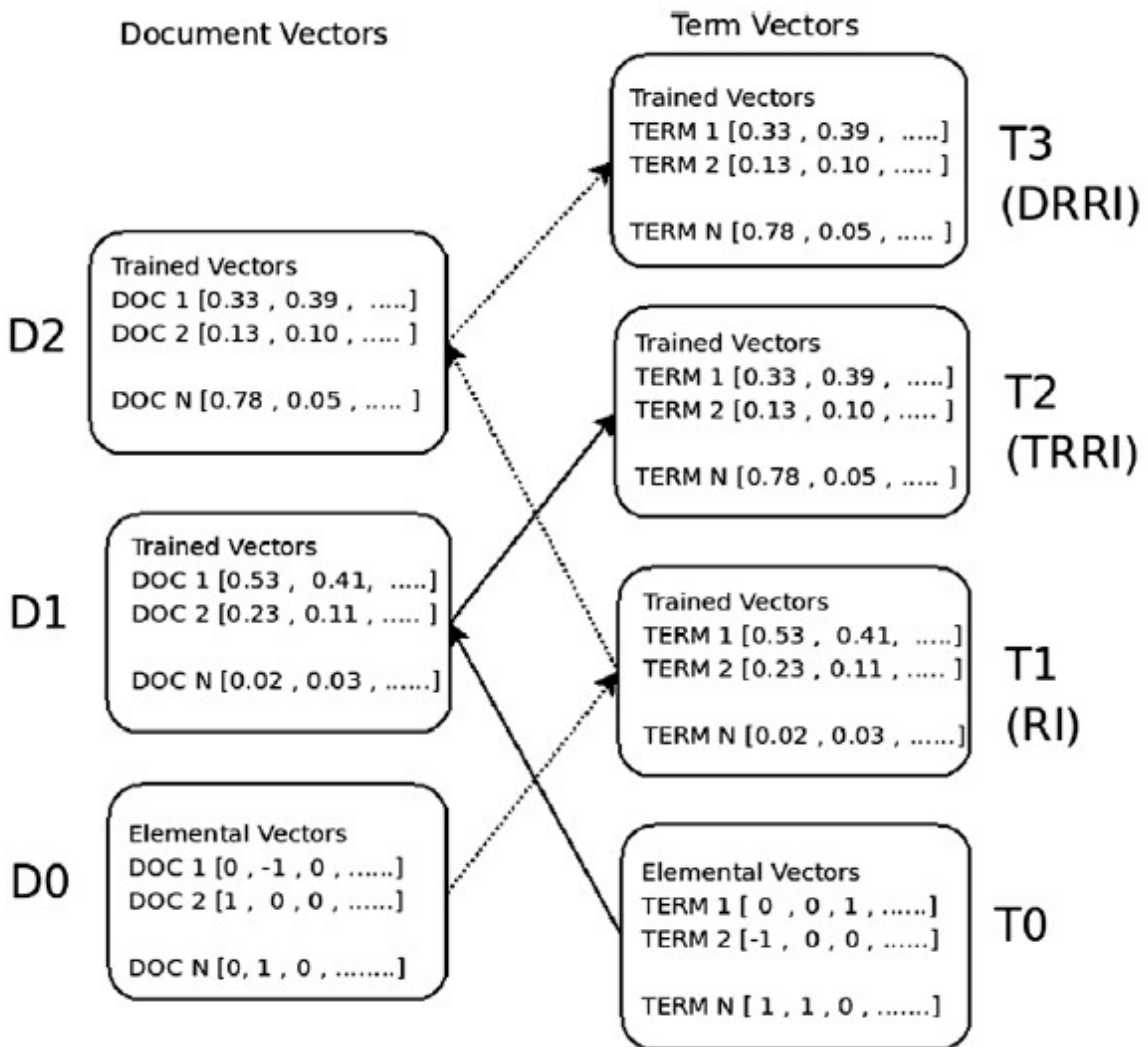 Document Vectors
Term Vectors
Trained Vectors
TERM 1 [0.33 , 0.39 , .....]
TERM 2 [0.13 , 0.10 , ..... ]
TERM N [0.78 , 0.05 , ..... ]
T3
(DRRI)
D2
Trained Vectors
DOC 1 [0.33 , 0.39 , .....]
DOC 2 [0.13 , 0.10 , ..... ]
DOC N [0.78 , 0.05 , ..... ]
Trained Vectors
TERM 1 [0.33 , 0.39 , .....]
TERM 2 [0.13 , 0.10 , ..... ]
TERM N [0.78 , 0.05 , ..... ]
T2
(TRRI)
D1
Trained Vectors
DOC 1 [0.53 , 0.41, .....]
DOC 2 [0.23 , 0.11 , ..... ]
DOC N [0.02 , 0.03 , ......]
Trained Vectors
TERM 1 [0.53 , 0.41, .....]
TERM 2 [0.23 , 0.11 , ..... ]
TERM N [0.02 , 0.03 , ......]
T1
(RI)
D0
Elemental Vectors
DOC 1 [0 , -1 , 0 , ......]
DOC 2 [1 , 0 , 0 , ......]
DOC N [0, 1 , 0 , ........]
Elemental Vectors
TERM 1 [ 0 , 0 , 1 , ......]
TERM 2 [-1 , 0 , 0 , ......]
TERM N [ 1 , 1 , 0 , .......]
T0